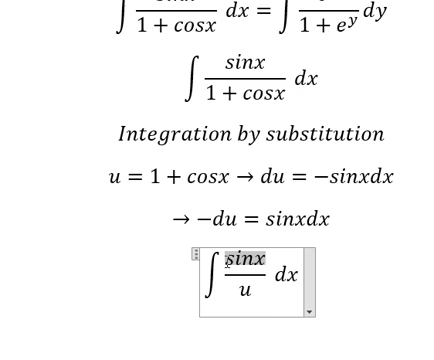 ∫ /(1 + cosx) dx = ∫ /(1 + e^y) dy
∫ sinx/(1 + cosx) dx
Integration by substitution
u = 1 + cosx → du = −sinxdx
→ −du = sinxdx
∫ sinx/u dx